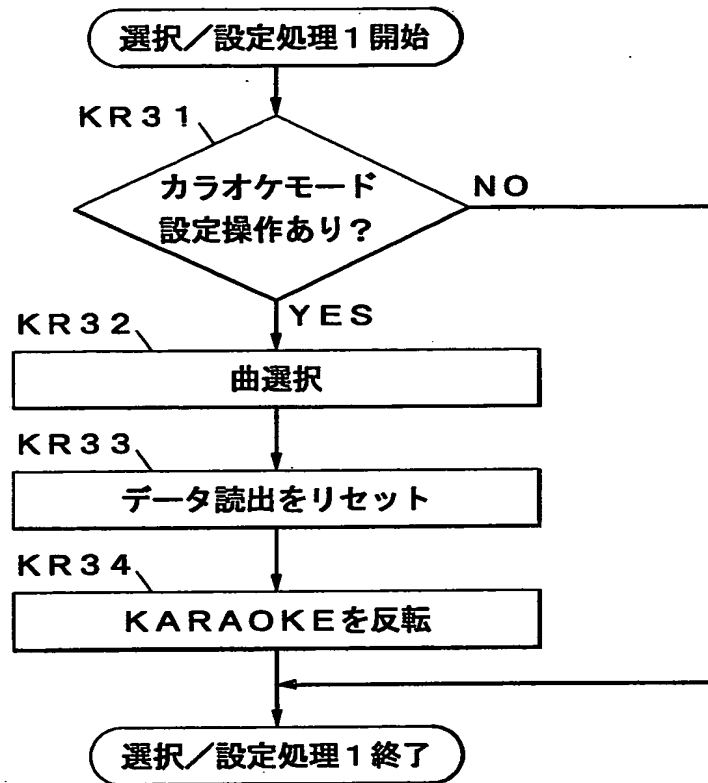 選択／設定処理１開始
ＫＲ３１
カラオケモード
設定操作あり？
ＮＯ
ＹＥＳ
ＫＲ３２
曲選択
ＫＲ３３
データ読出をリセット
ＫＲ３４
ＫＡＲＡＯＫＥを反転
選択／設定処理１終了